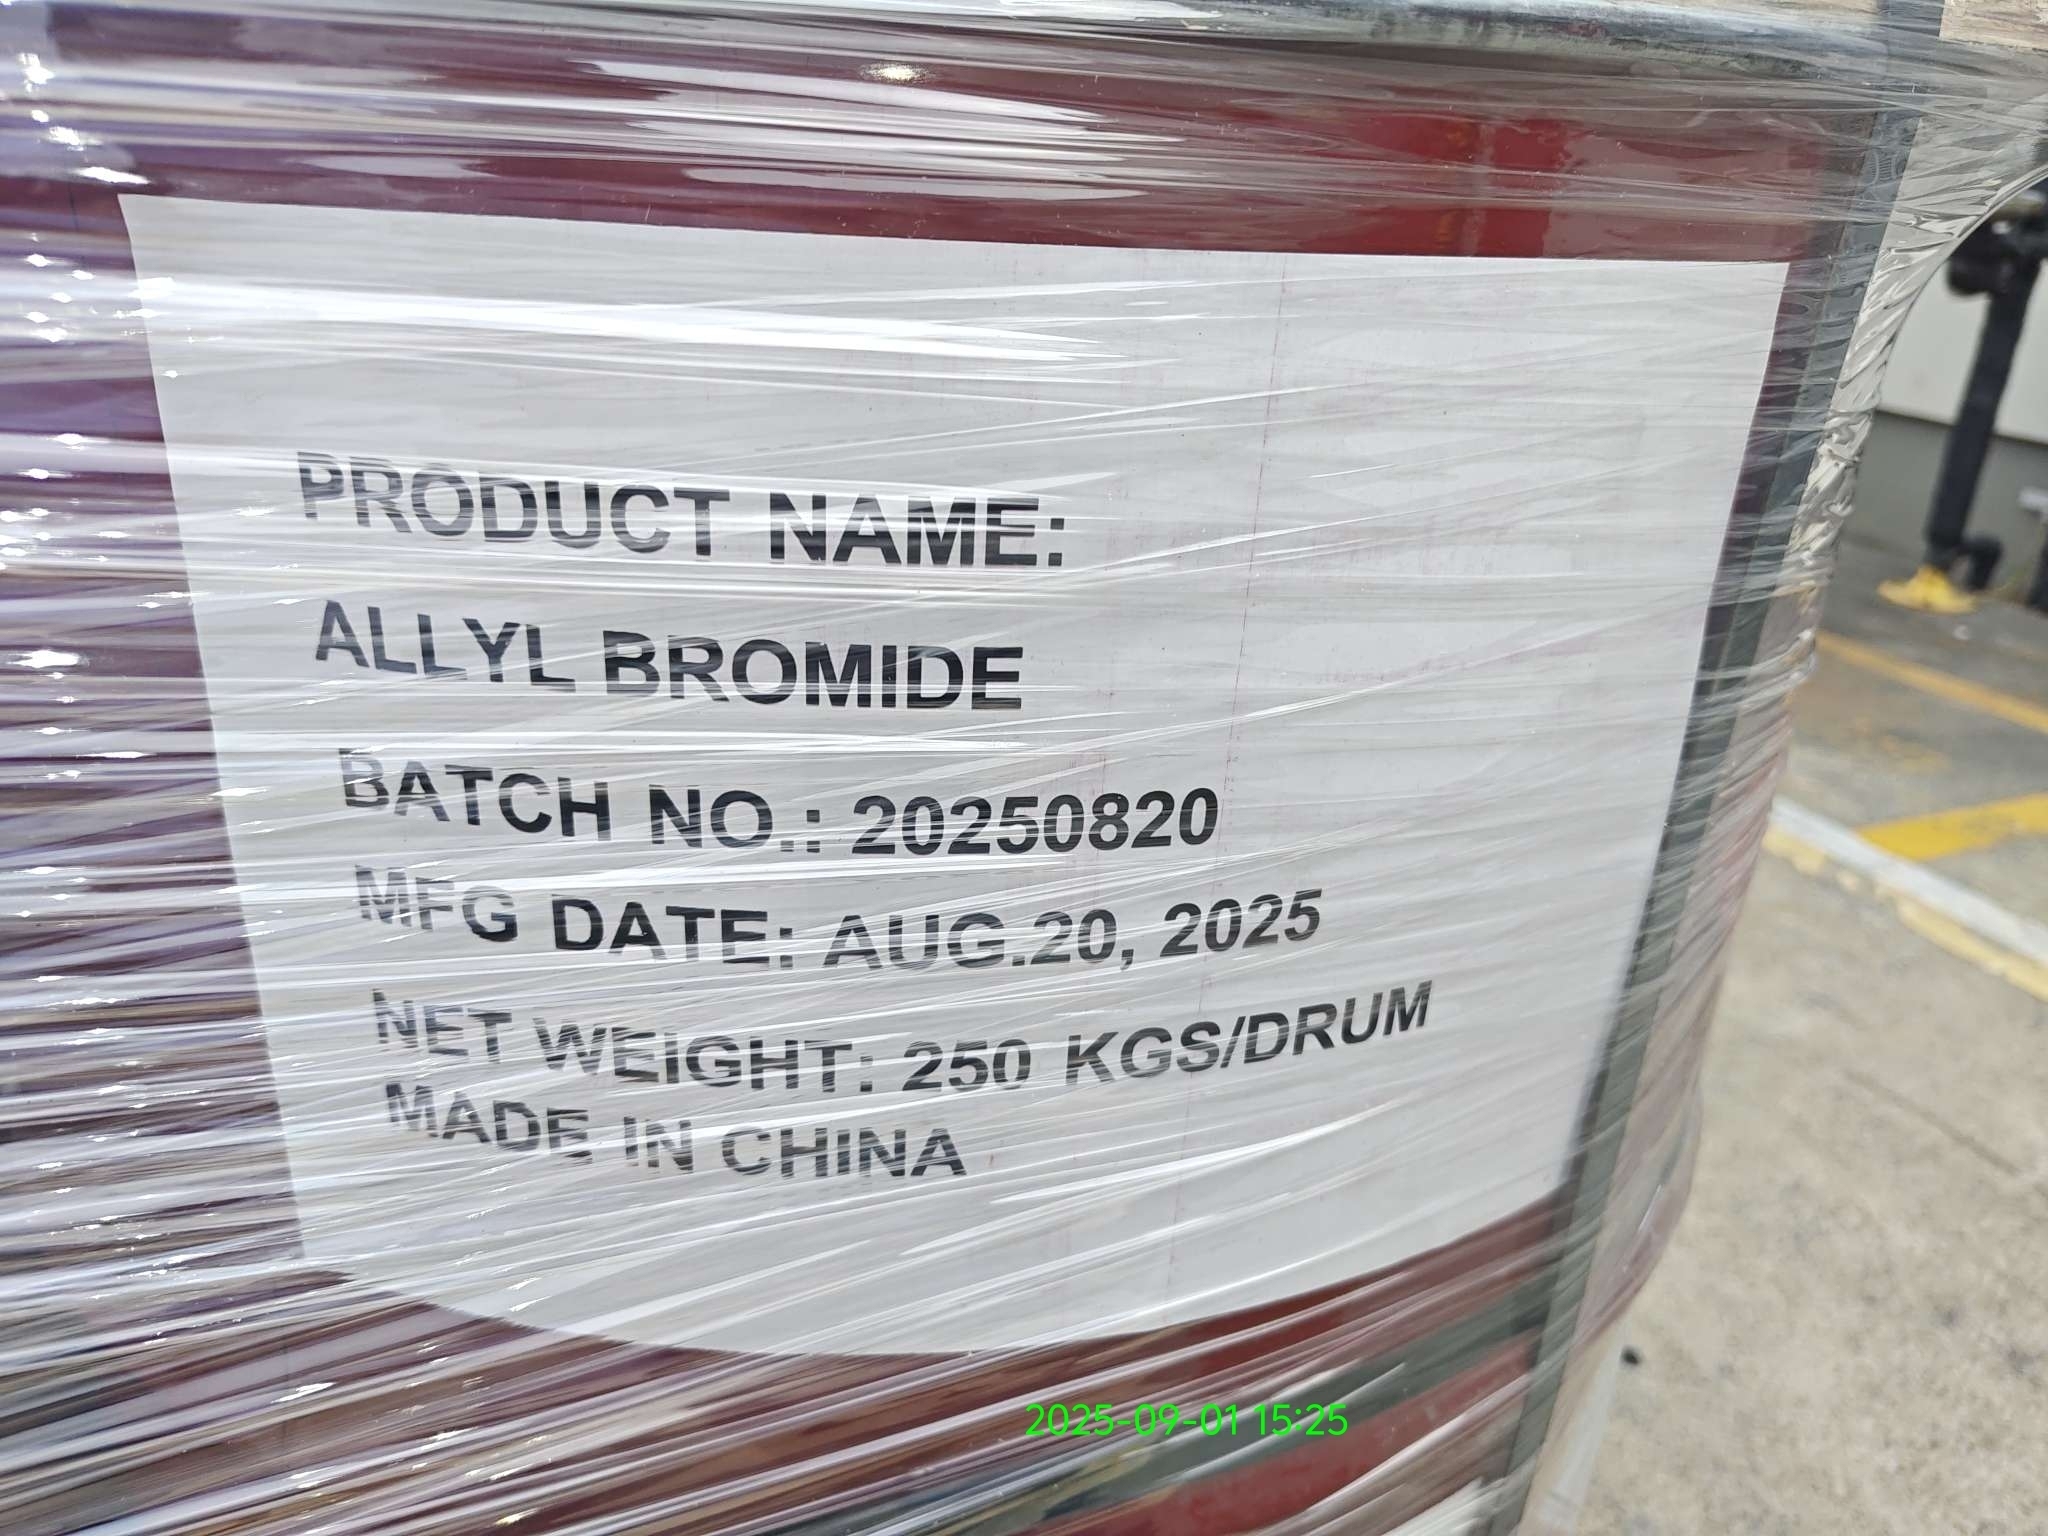 PRODUCT NAME:
ALLYL BROMIDE
BATCH NO.: 20250820
MFG DATE: AUG.20, 2025
NET WEIGHT: 250 KGS/DRUM
MADE IN CHINA
2025-09-01 15:25